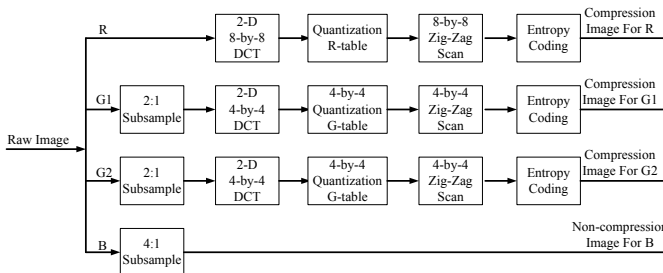 R
2-D
8-by-8
DCT
Quantization
R-table
8-by-8
Zig-Zag
Scan
Entropy
Coding
Compression
Image For R
G1
2:1
Subsample
2-D
4-by-4
DCT
4-by-4
Quantization
G-table
4-by-4
Zig-Zag
Scan
Entropy
Coding
Compression
Image For G1
Raw Image
G2
2:1
Subsample
2-D
4-by-4
DCT
4-by-4
Quantization
G-table
4-by-4
Zig-Zag
Scan
Entropy
Coding
Compression
Image For G2
B
4:1
Subsample
Non-compression
Image For B